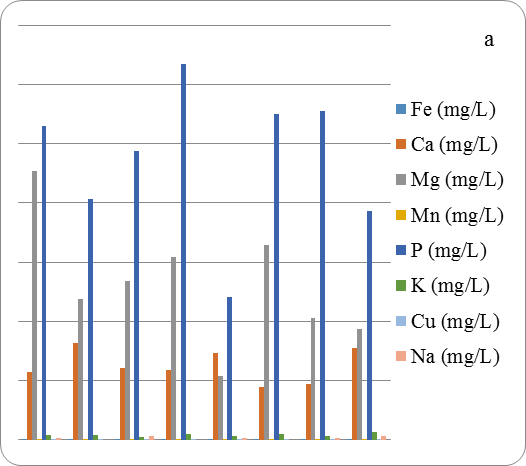 a
Fe (mg/L)
Ca (mg/L)
Mg (mg/L)
Mn (mg/L)
P (mg/L)
K (mg/L)
Cu (mg/L)
Na (mg/L)